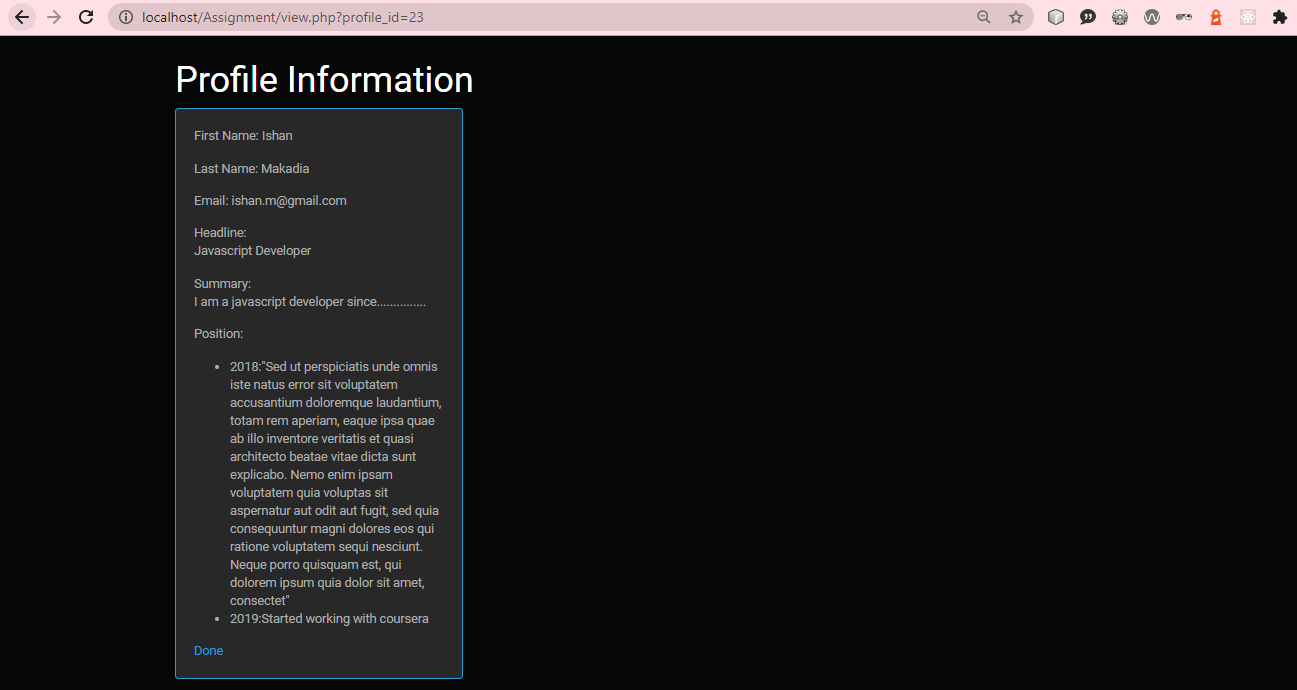 localhost/Assignment/view.php?profile_id=23
Profile Information
First Name: Ishan
Last Name: Makadia
Email: ishan.m@gmail.com
Headline:
Javascript Developer
Summary:
I am a javascript developer since...............
Position:
2018:"Sed ut perspiciatis unde omnis
iste natus error sit voluptatem
accusantium doloremque laudantium,
totam rem aperiam, eaque ipsa quae
ab illo inventore veritatis et quasi
architecto beatae vitae dicta sunt
explicabo. Nemo enim ipsam
voluptatem quia voluptas sit
aspernatur aut odit aut fugit, sed quia
consequuntur magni dolores eos qui
ratione voluptatem sequi nesciunt.
Neque porro quisquam est, qui
dolorem ipsum quia dolor sit amet,
consectet"
2019:Started working with coursera
Done